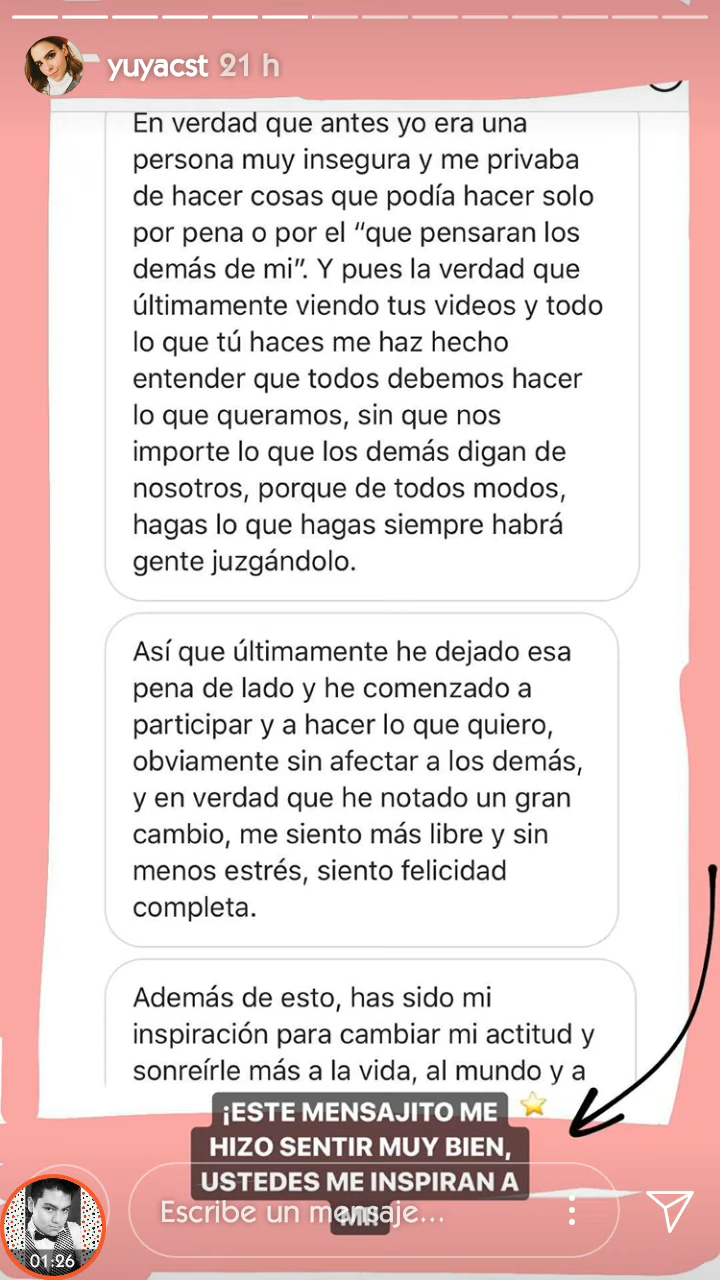 yuyacst 21 h
En verdad que antes yo era una
persona muy insegura y me privaba
de hacer cosas que podía hacer solo
por pena o por el “que pensaran los
demás de mi”. Y pues la verdad que
últimamente viendo tus videos y todo
lo que tú haces me haz hecho
entender que todos debemos hacer
lo que queramos, sin que nos
importe lo que los demás digan de
nosotros, porque de todos modos,
hagas lo que hagas siempre habrá
gente juzgándolo.
Así que últimamente he dejado esa
pena de lado y he comenzado a
participar y a hacer lo que quiero,
obviamente sin afectar a los demás,
y en verdad que he notado un gran
cambio, me siento más libre y sin
menos estrés, siento felicidad
completa.
Además de esto, has sido mi
inspiración para cambiar mi actitud y
sonreírle más a la vida, al mundo y a
¡ESTE MENSAJITO ME
HIZO SENTIR MUY BIEN,
USTEDES ME INSPIRAN A
MI!
Escribe un mensaje...
01:26